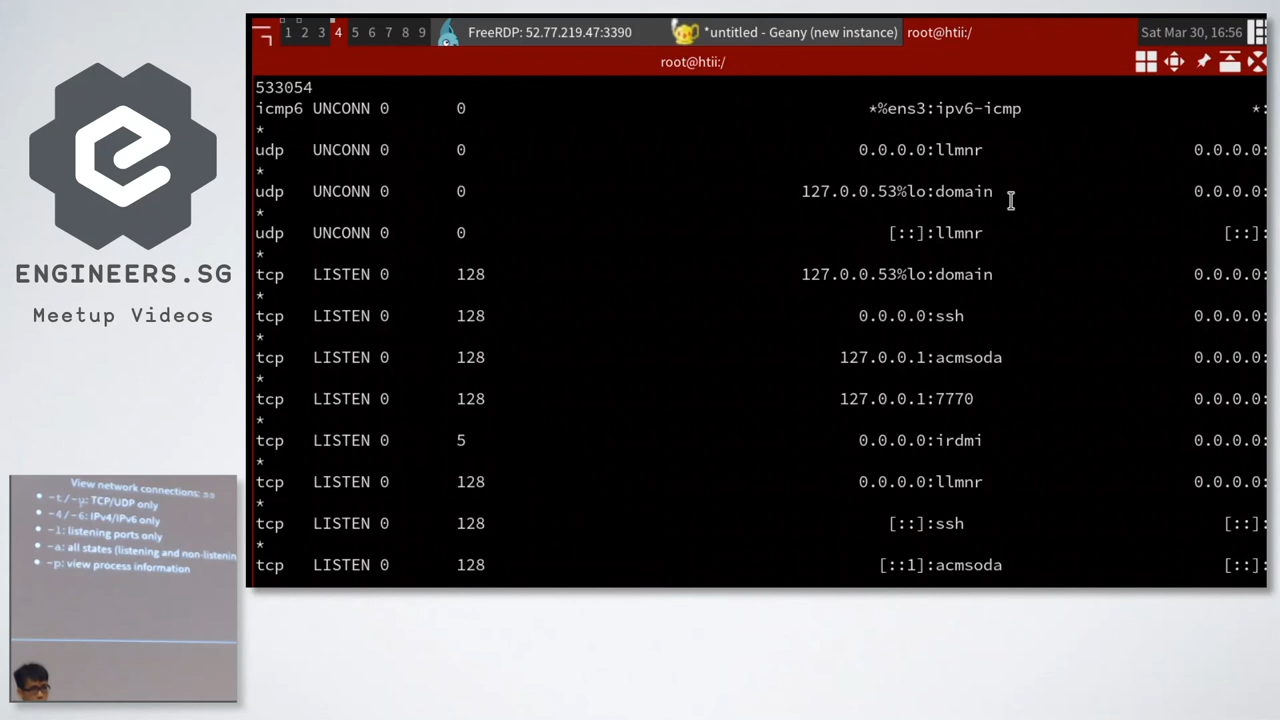 1 2 3 4 5 6 7 8 9 FreeRDP: 52.77.219.47:3390 *untitled - Geany (new instance) root@htii:/ Sat Mar 30, 16:56
root@htii:/
533054
icmp6 UNCONN 0 0 *%ens3:ipv6-icmp *:
*
udp UNCONN 0 0 0.0.0.0:llmnr 0.0.0.0:
*
udp UNCONN 0 0 127.0.0.53%lo:domain 0.0.0.0:
*
udp UNCONN 0 0 [::]:llmnr [::]:
*
tcp LISTEN 0 128 127.0.0.53%lo:domain 0.0.0.0:
*
tcp LISTEN 0 128 0.0.0.0:ssh 0.0.0.0:
*
tcp LISTEN 0 128 127.0.0.1:acmsoda 0.0.0.0:
*
tcp LISTEN 0 128 127.0.0.1:7770 0.0.0.0:
*
tcp LISTEN 0 5 0.0.0.0:irdmi 0.0.0.0:
*
tcp LISTEN 0 128 0.0.0.0:llmnr 0.0.0.0:
*
tcp LISTEN 0 128 [::]:ssh [::]:
*
tcp LISTEN 0 128 [::1]:acmsoda [::]:
ENGINEERS.SG
Meetup Videos
View network connections: ss
-t/-u: TCP/UDP only
-4/-6: IPv4/IPv6 only
-l: listening ports only
-a: all states (listening and non-listenin
-p: view process information